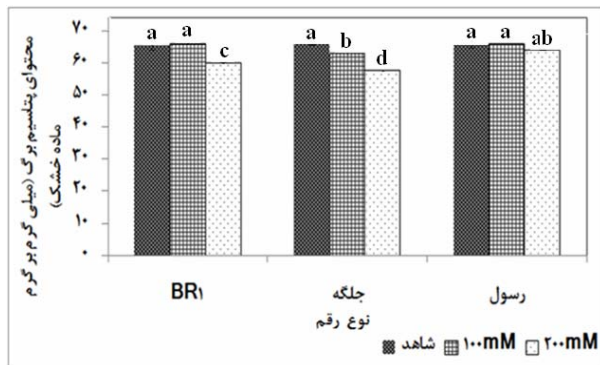 محتوای پتاسیم برگ (میلی گرم بر گرم
ماده خشک)
۷۰
۶۰
۵۰
۴۰
۳۰
۲۰
۱۰
۰
a a c a b d a a ab
BR۱ جلگه رسول
نوع رقم
شاهد ۱۰۰mM ۲۰۰mM